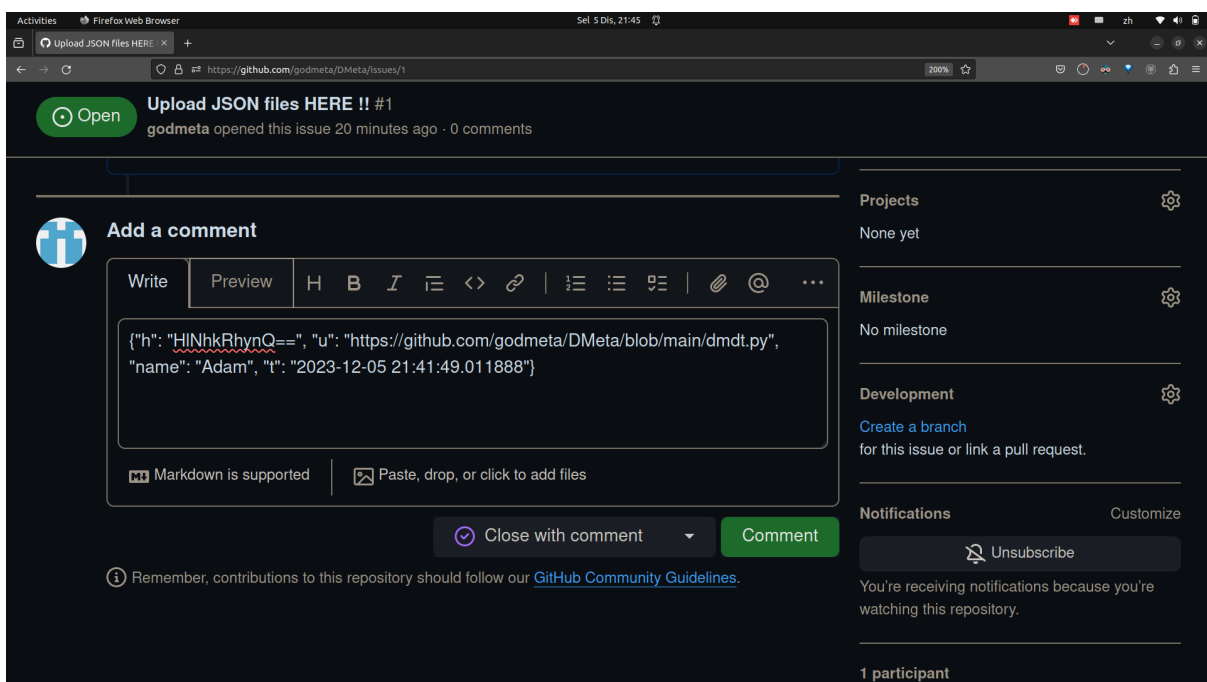 Activities
Firefox Web Browser
Sel 5 Dis, 21:45
zh
Upload JSON files HERE
https://github.com/godmeta/DMeta/issues/1
200%
Open
Upload JSON files HERE !! #1
godmeta opened this issue 20 minutes ago · 0 comments
Add a comment
Write
Preview
{"h": "HlNhkRhynQ==", "u": "https://github.com/godmeta/DMeta/blob/main/dmdt.py",
"name": "Adam", "t": "2023-12-05 21:41:49.011888"}
Markdown is supported
Paste, drop, or click to add files
Close with comment
Comment
Remember, contributions to this repository should follow our GitHub Community Guidelines.
Projects
None yet
Milestone
No milestone
Development
Create a branch
for this issue or link a pull request.
Notifications
Customize
Unsubscribe
You're receiving notifications because you're
watching this repository.
1 participant